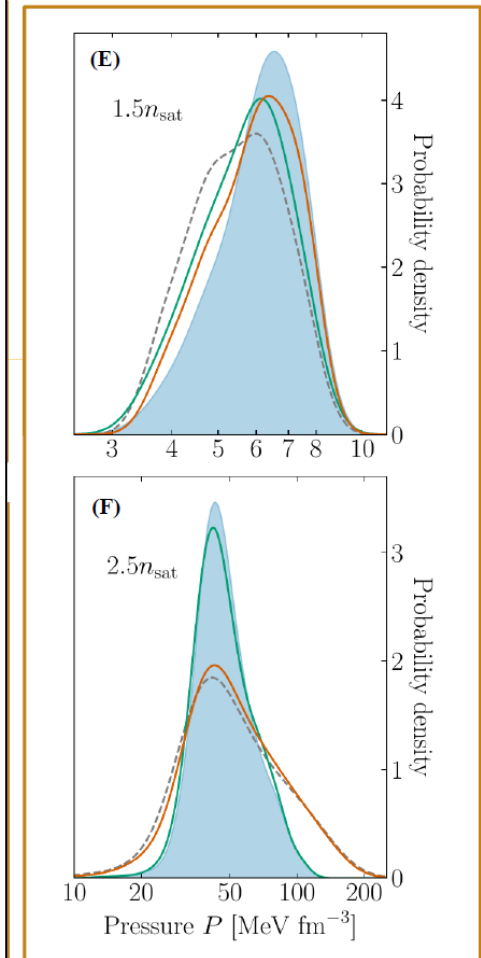 (E)
1.5n_sat
4
3
2
1
0
Probability density
3 4 5 6 7 8 10
(F)
2.5n_sat
3
2
1
0
Probability density
10 20 50 100 200
Pressure P [MeV fm⁻³]